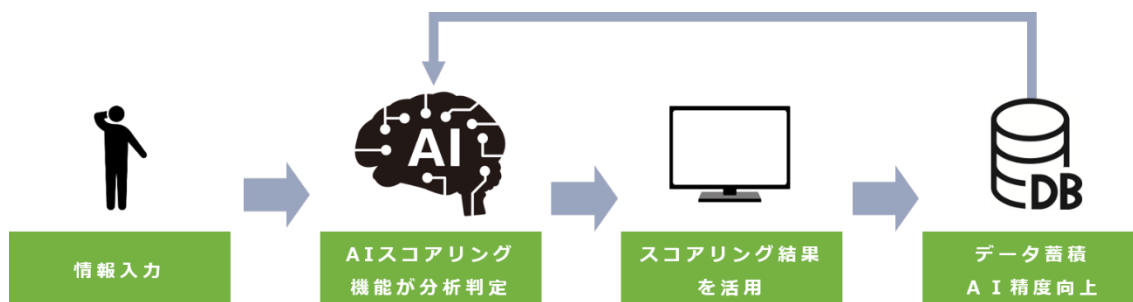 AI
DB
情報入力
AIスコアリング
機能が分析判定
スコアリング結果
を活用
データ蓄積
ＡＩ精度向上